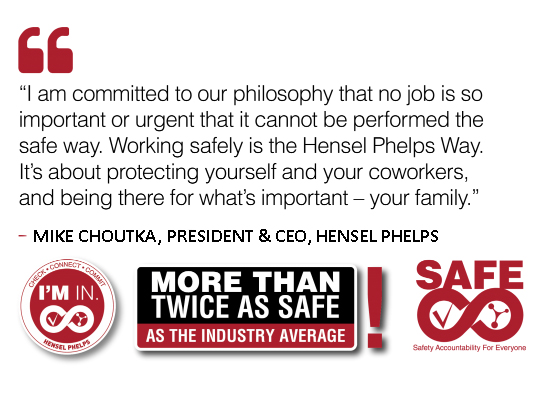 “I am committed to our philosophy that no job is so
important or urgent that it cannot be performed the
safe way. Working safely is the Hensel Phelps Way.
It’s about protecting yourself and your coworkers,
and being there for what’s important – your family.”
– MIKE CHOUTKA, PRESIDENT & CEO, HENSEL PHELPS
CHECK • CONNECT • COMMIT
I’M IN.
HENSEL PHELPS
MORE THAN
TWICE AS SAFE
AS THE INDUSTRY AVERAGE
!
SAFE
Safety Accountability For Everyone